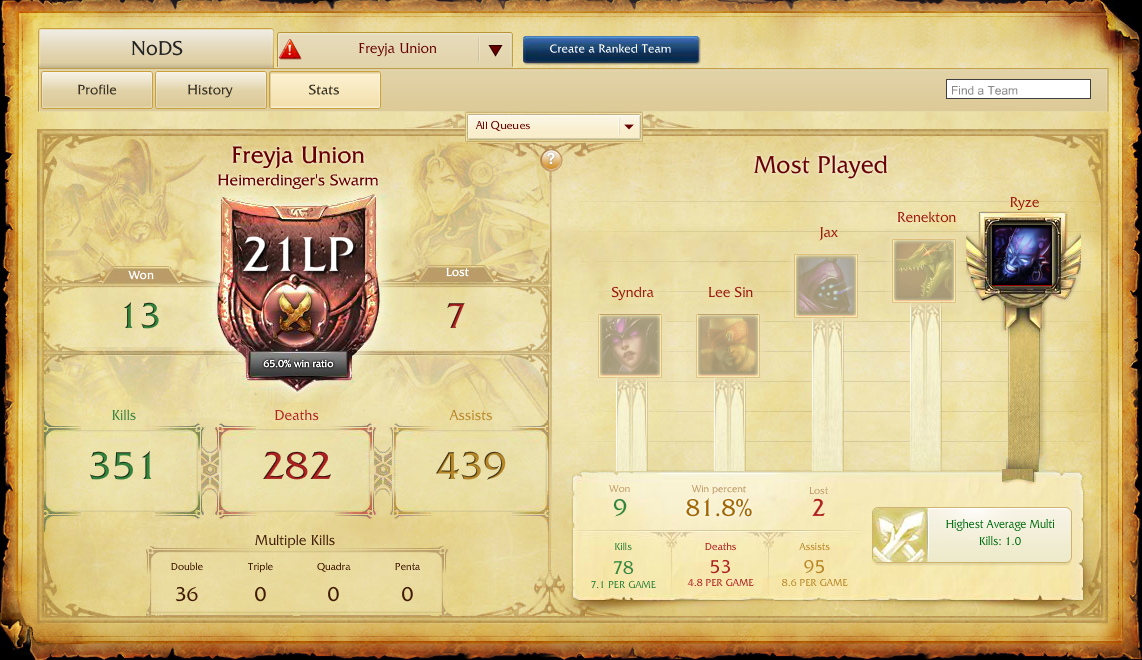 NoDS
Freyja Union
Create a Ranked Team
Profile
History
Stats
Find a Team
All Queues
?
Freyja Union
Heimerdinger's Swarm
21LP
Won
13
Lost
7
65.0% win ratio
Kills
351
Deaths
282
Assists
439
Multiple Kills
Double
Triple
Quadra
Penta
36
0
0
0
Most Played
Syndra
Lee Sin
Jax
Renekton
Ryze
Won
9
Win percent
81.8%
Lost
2
Kills
78
7.1 PER GAME
Deaths
53
4.8 PER GAME
Assists
95
8.6 PER GAME
Highest Average Multi
Kills: 1.0